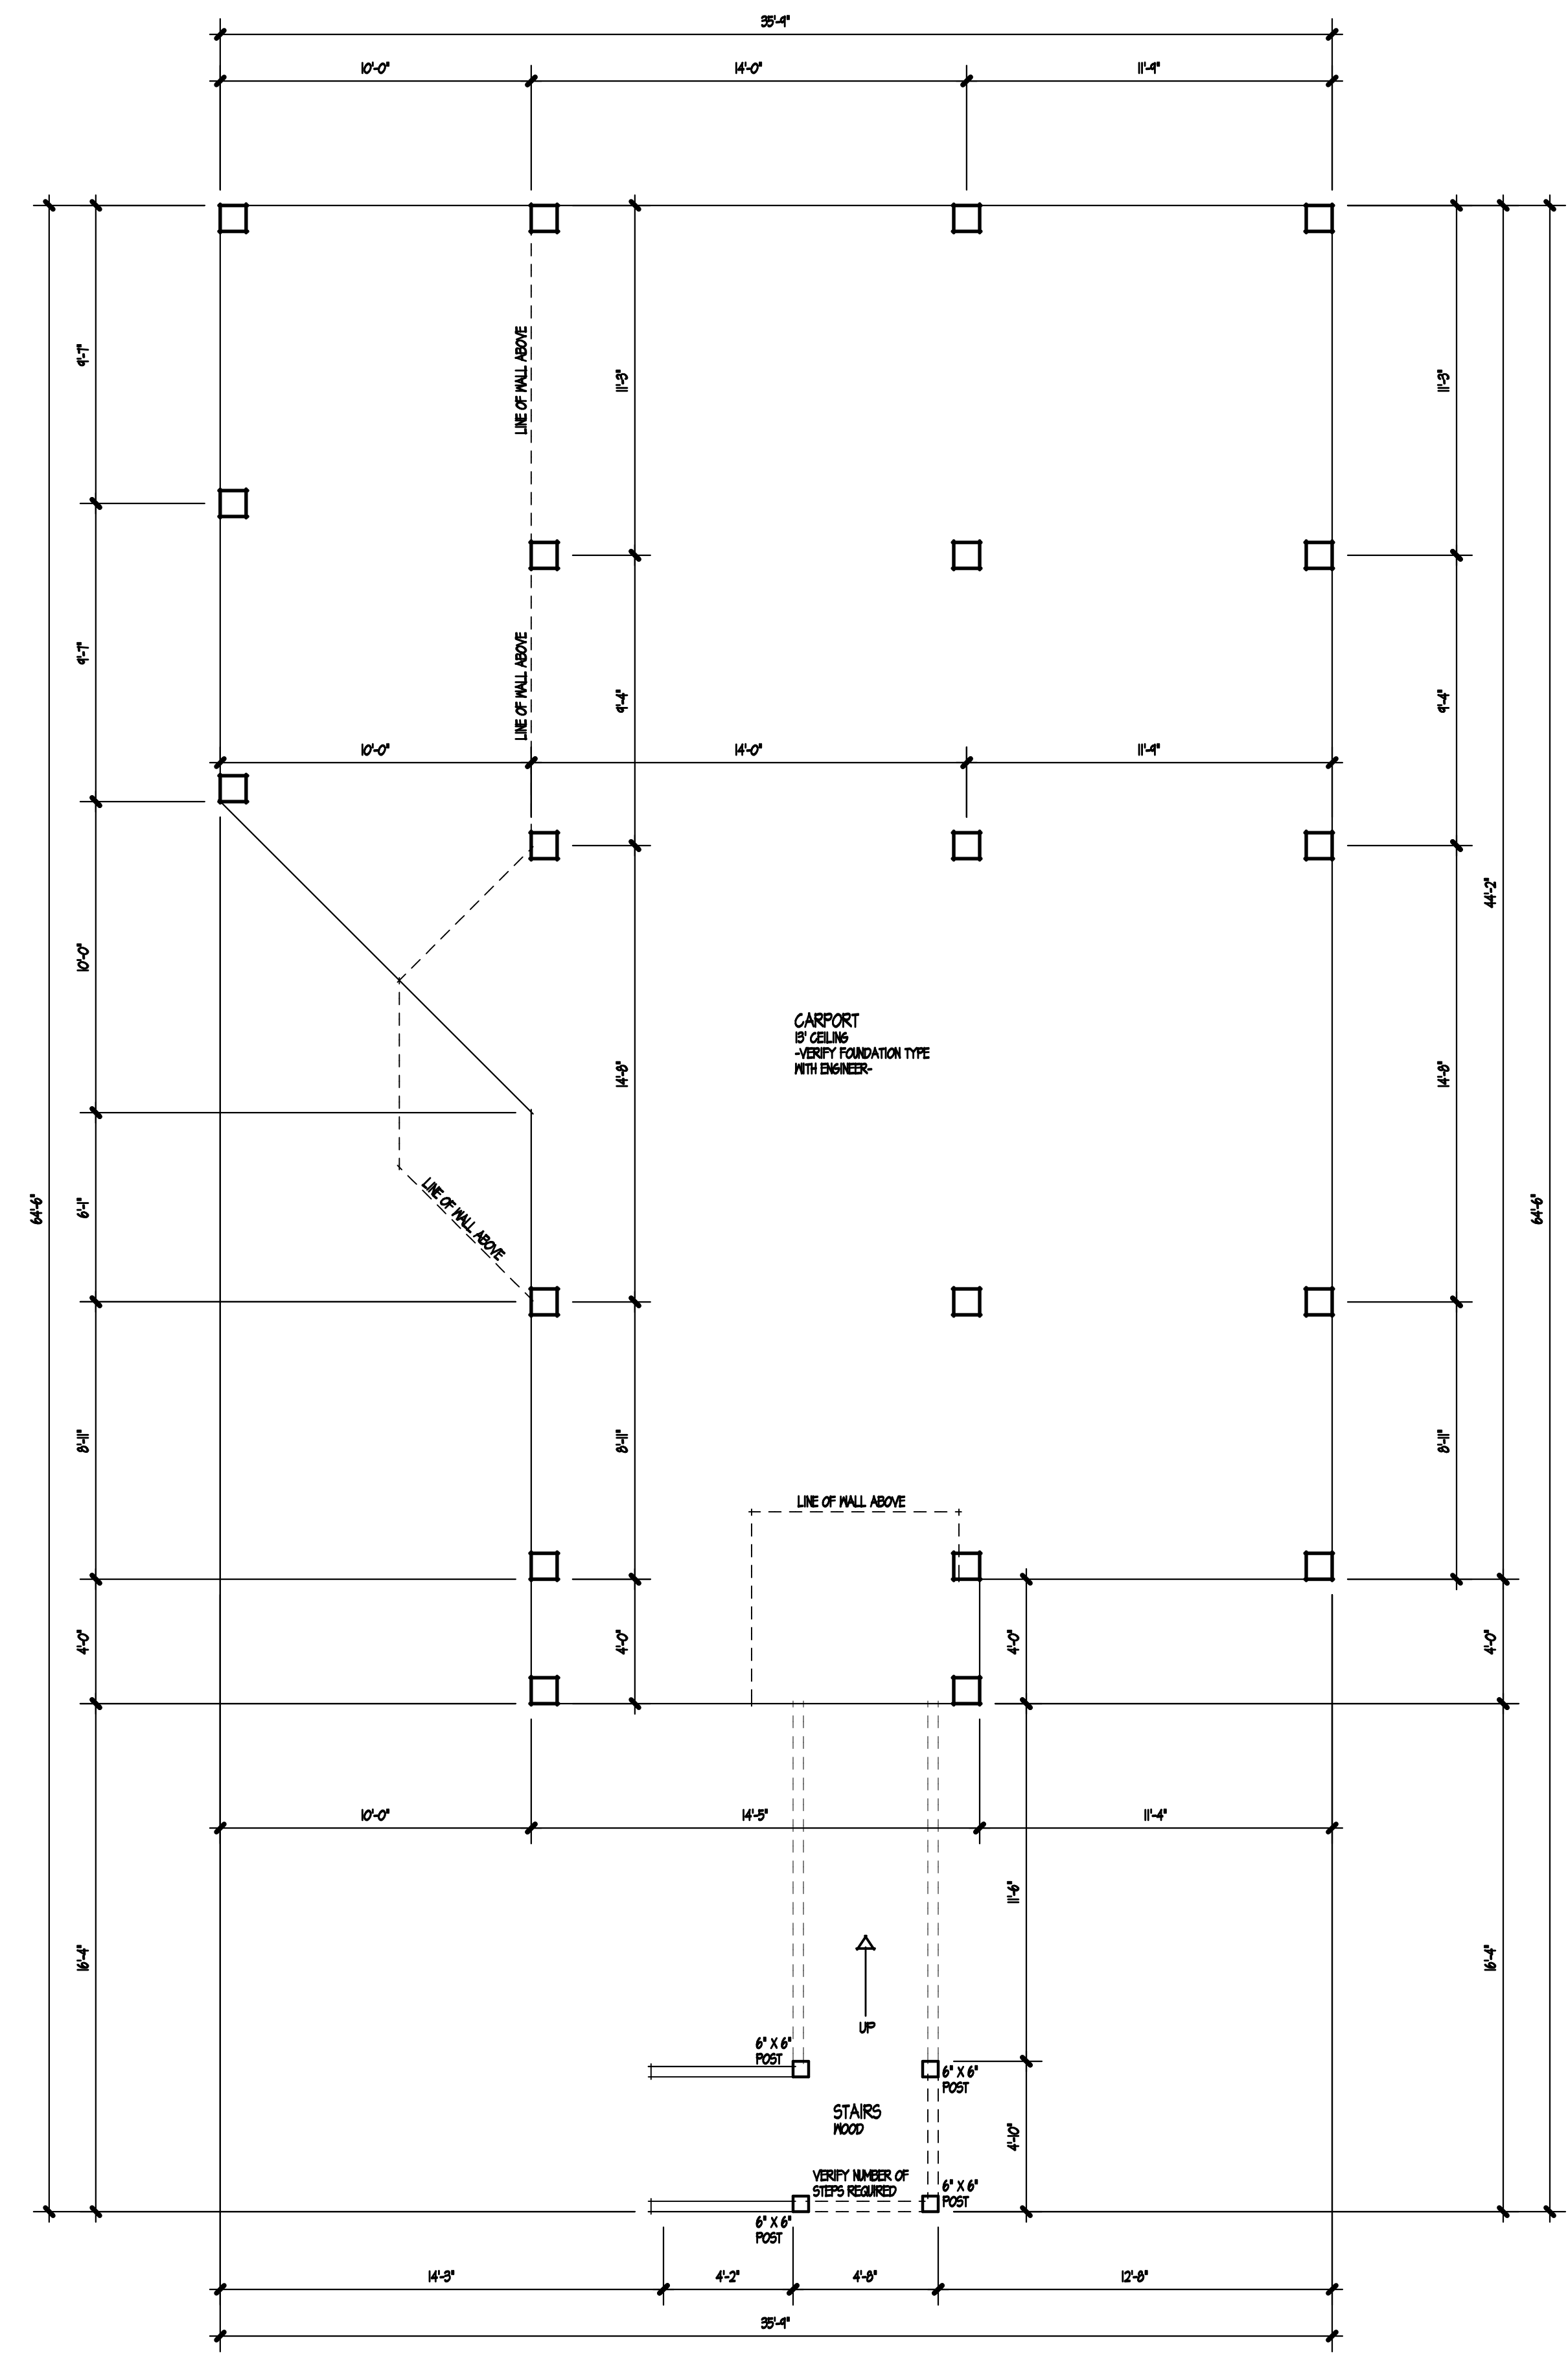 35'-9"
10'-0"
14'-0"
11'-9"
9'-7"
LINE OF WALL ABOVE
11'-3"
11'-3"
9'-7"
LINE OF WALL ABOVE
9'-4"
9'-4"
10'-0"
14'-0"
11'-9"
44'-2"
10'-0"
CARPORT
13' CEILING
-VERIFY FOUNDATION TYPE
WITH ENGINEER-
14'-8"
14'-8"
64'-6"
6'-1"
LINE OF WALL ABOVE
64'-6"
8'-11"
8'-11"
8'-11"
LINE OF WALL ABOVE
4'-0"
4'-0"
4'-0"
4'-0"
10'-0"
14'-5"
11'-4"
11'-6"
16'-4"
16'-4"
UP
6" X 6"
POST
6" X 6"
POST
STAIRS
WOOD
4'-10"
VERIFY NUMBER OF
STEPS REQUIRED
6" X 6"
POST
6" X 6"
POST
14'-3"
4'-2"
4'-8"
12'-8"
35'-9"